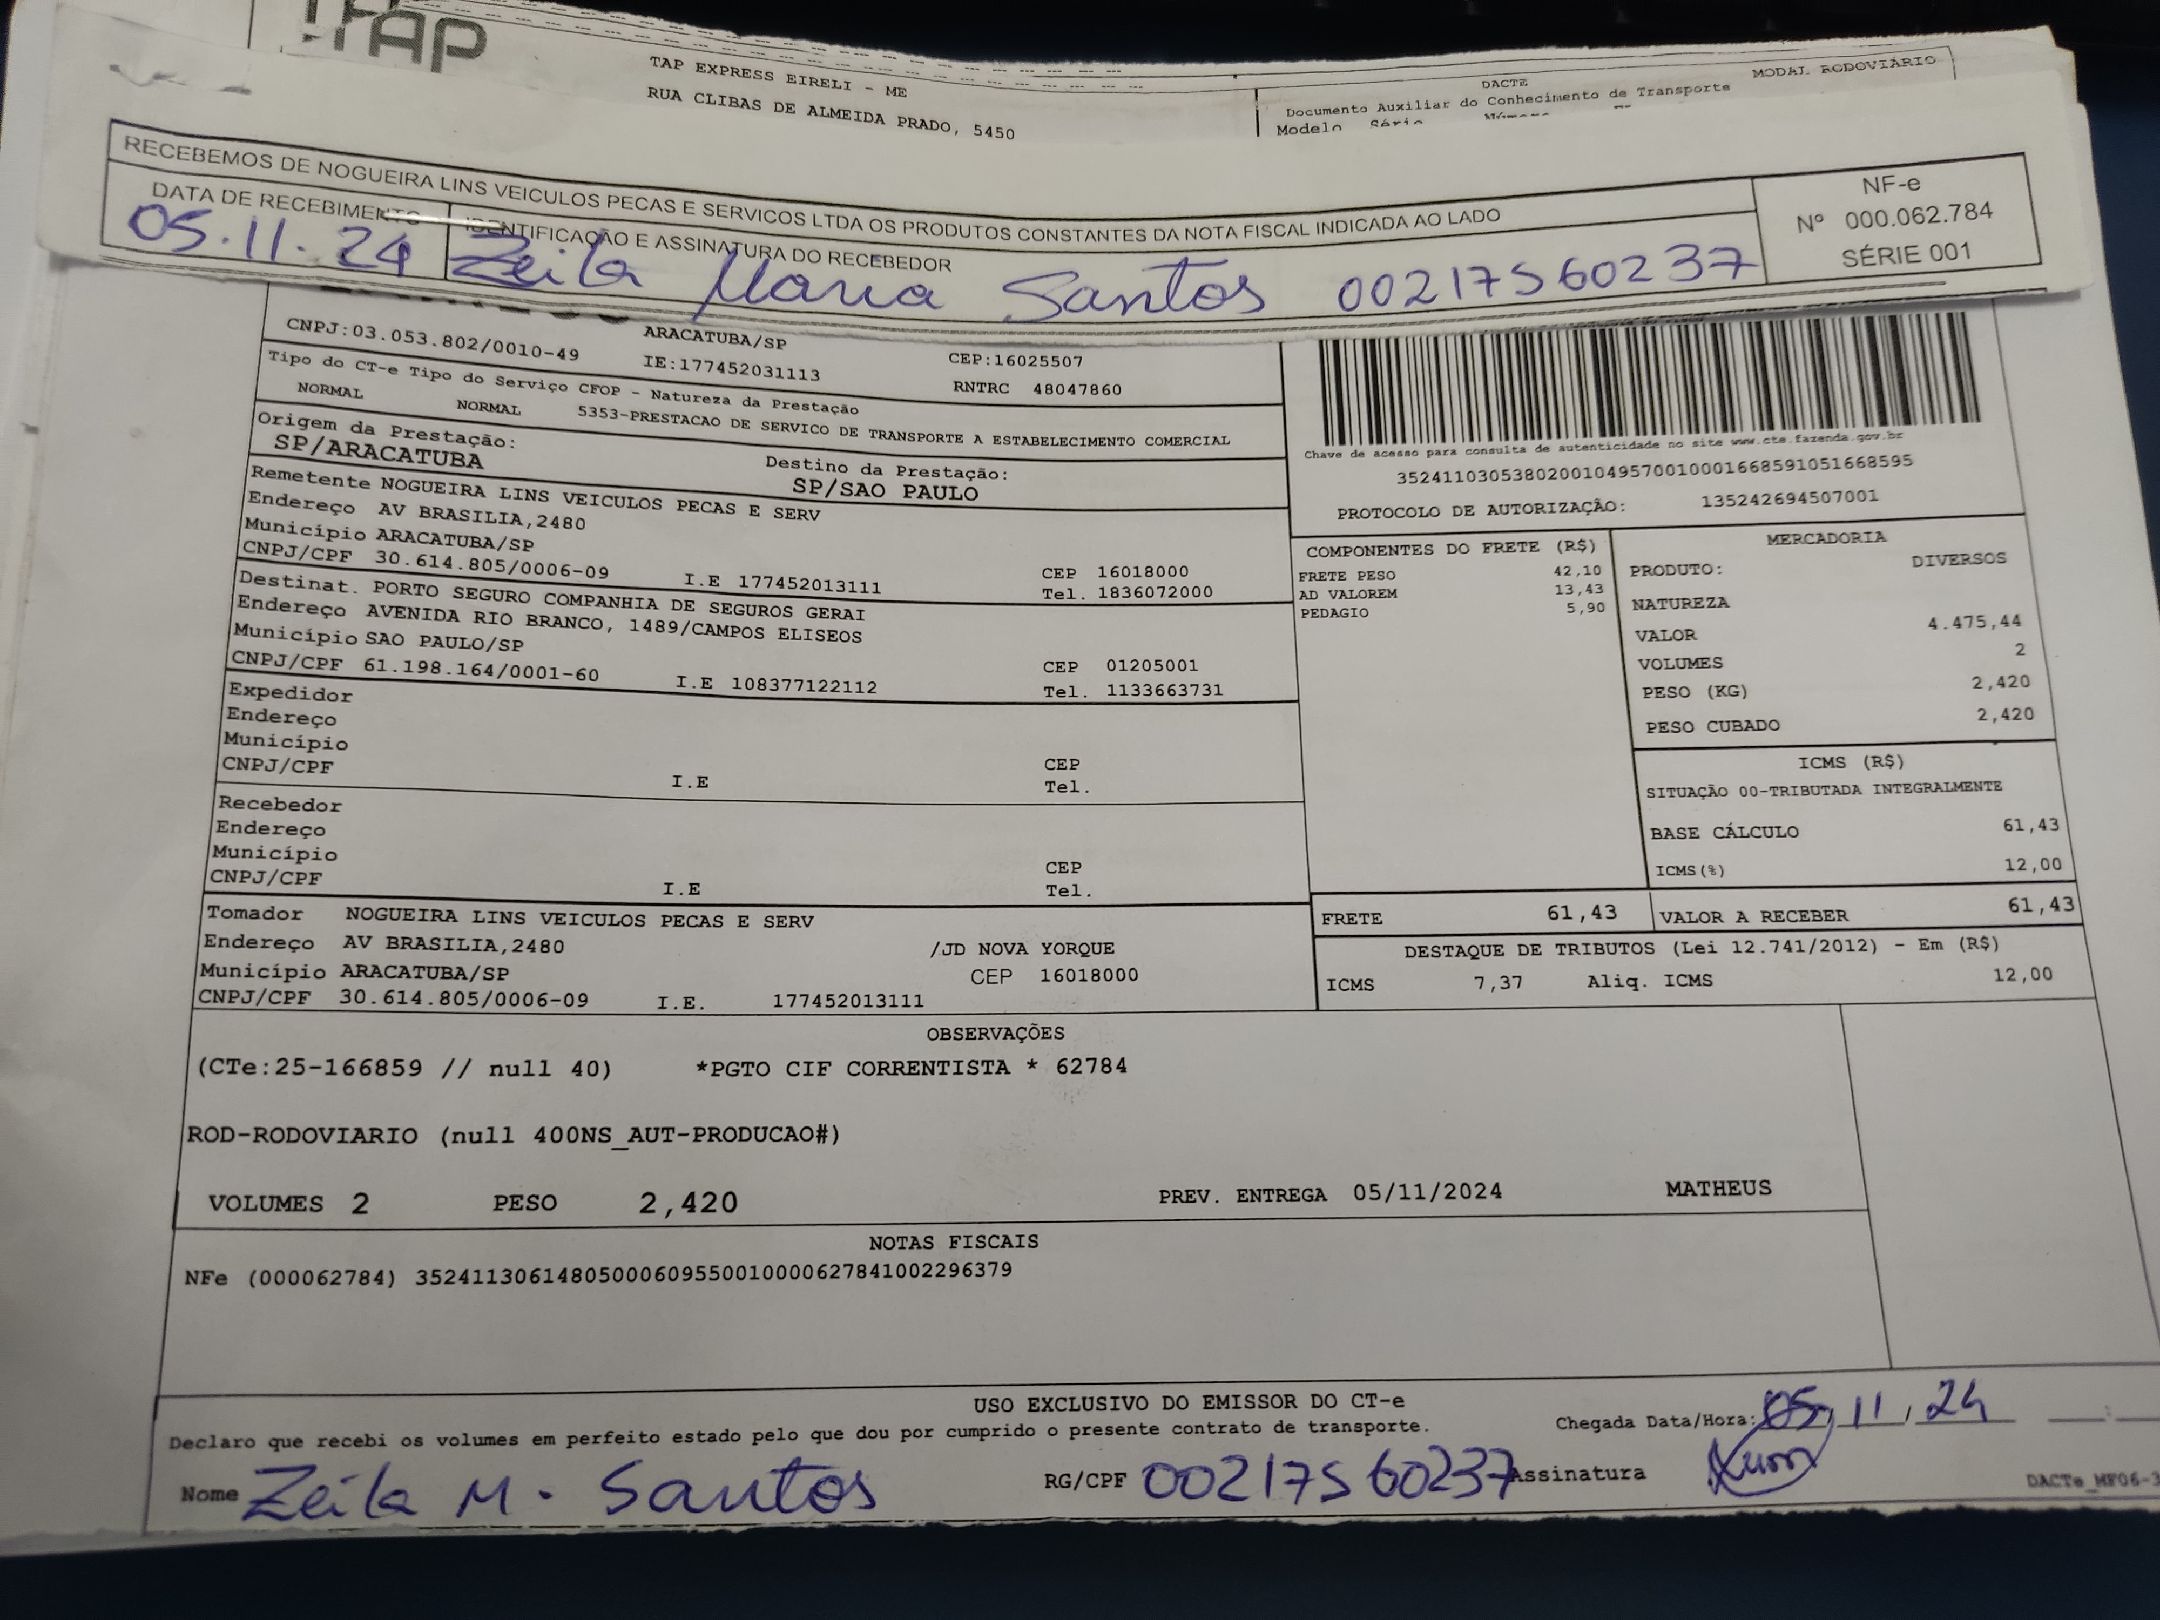 TAP
TAP EXPRESS EIRELI - ME
RUA CLIBAS DE ALMEIDA PRADO, 5450
DACTE
MODAL RODOVIÁRIO
Documento Auxiliar do Conhecimento de Transporte
Modelo Série Número
RECEBEMOS DE NOGUEIRA LINS VEICULOS PECAS E SERVICOS LTDA OS PRODUTOS CONSTANTES DA NOTA FISCAL INDICADA AO LADO
DATA DE RECEBIMENTO
IDENTIFICAÇÃO E ASSINATURA DO RECEBEDOR
05.11.24 Zeila Maria Santos 00217560237
NF-e
Nº 000.062.784
SÉRIE 001
ARACATUBA/SP
CNPJ:03.053.802/0010-49 IE:177452031113 CEP:16025507
RNTRC 48047860
Tipo do CT-e Tipo do Serviço CFOP - Natureza da Prestação
NORMAL NORMAL 5353-PRESTACAO DE SERVICO DE TRANSPORTE A ESTABELECIMENTO COMERCIAL
Origem da Prestação: Destino da Prestação:
SP/ARACATUBA SP/SAO PAULO
Chave de acesso para consulta de autenticidade no site www.cte.fazenda.gov.br
35241103053802001049570010001668591051668595
PROTOCOLO DE AUTORIZAÇÃO: 135242694507001
Remetente NOGUEIRA LINS VEICULOS PECAS E SERV
Endereço AV BRASILIA,2480
Município ARACATUBA/SP CEP 16018000
CNPJ/CPF 30.614.805/0006-09 I.E 177452013111 Tel. 1836072000
Destinat. PORTO SEGURO COMPANHIA DE SEGUROS GERAI
Endereço AVENIDA RIO BRANCO, 1489/CAMPOS ELISEOS
Município SAO PAULO/SP CEP 01205001
CNPJ/CPF 61.198.164/0001-60 I.E 108377122112 Tel. 1133663731
Expedidor
Endereço
Município CEP
CNPJ/CPF I.E Tel.
Recebedor
Endereço
Município CEP
CNPJ/CPF I.E Tel.
Tomador NOGUEIRA LINS VEICULOS PECAS E SERV
Endereço AV BRASILIA,2480 /JD NOVA YORQUE
Município ARACATUBA/SP CEP 16018000
CNPJ/CPF 30.614.805/0006-09 I.E. 177452013111
COMPONENTES DO FRETE (R$)
FRETE PESO 42,10
AD VALOREM 13,43
PEDAGIO 5,90
MERCADORIA
PRODUTO: DIVERSOS
NATUREZA
VALOR 4.475,44
VOLUMES 2
PESO (KG) 2,420
PESO CUBADO 2,420
ICMS (R$)
SITUAÇÃO 00-TRIBUTADA INTEGRALMENTE
BASE CÁLCULO 61,43
ICMS(%) 12,00
FRETE 61,43 VALOR A RECEBER 61,43
DESTAQUE DE TRIBUTOS (Lei 12.741/2012) - Em (R$)
ICMS 7,37 Aliq. ICMS 12,00
OBSERVAÇÕES
(CTe:25-166859 // null 40) *PGTO CIF CORRENTISTA * 62784
ROD-RODOVIARIO (null 400NS_AUT-PRODUCAO#)
VOLUMES 2 PESO 2,420 PREV. ENTREGA 05/11/2024 MATHEUS
NOTAS FISCAIS
NFe (000062784) 35241130614805000609550010000627841002296379
USO EXCLUSIVO DO EMISSOR DO CT-e
Declaro que recebi os volumes em perfeito estado pelo que dou por cumprido o presente contrato de transporte.
Chegada Data/Hora: 05/11/24
Nome Zeila M. Santos RG/CPF 00217560237 Assinatura